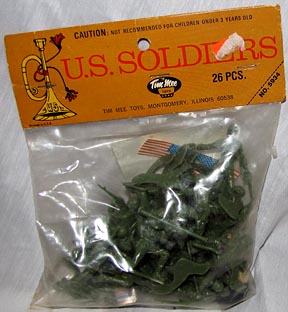 CAUTION: NOT RECOMMENDED FOR CHILDREN UNDER 3 YEARS OLD
U.S. SOLDIERS
Tim Mee
TOYS
26 PCS.
TIM MEE TOYS, MONTGOMERY, ILLINOIS 60538
NO. 5934